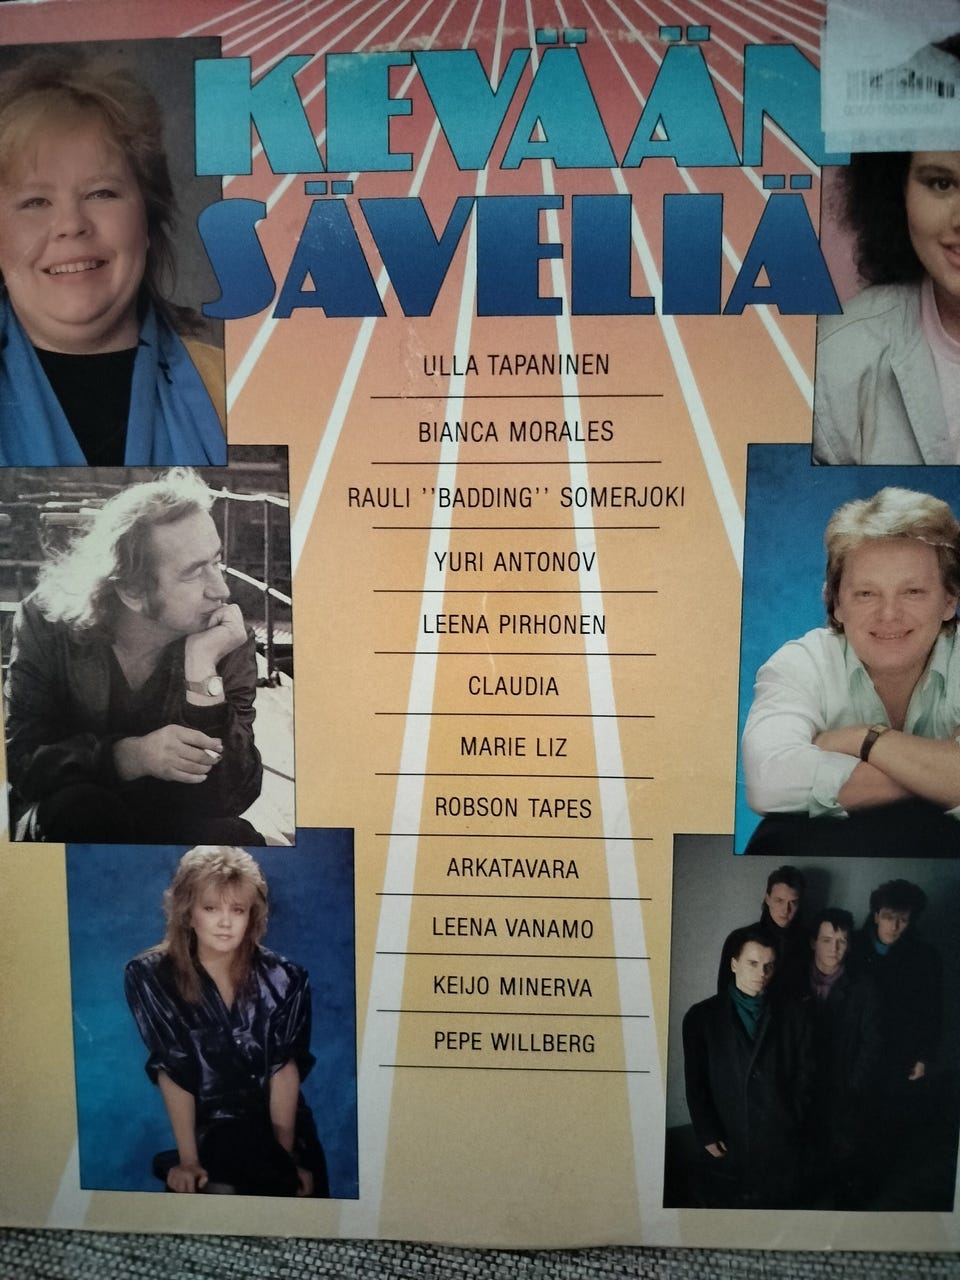 KEVÄÄN
SÄVELIÄ
ULLA TAPANINEN
BIANCA MORALES
RAULI ''BADDING'' SOMERJOKI
YURI ANTONOV
LEENA PIRHONEN
CLAUDIA
MARIE LIZ
ROBSON TAPES
ARKATAVARA
LEENA VANAMO
KEIJO MINERVA
PEPE WILLBERG